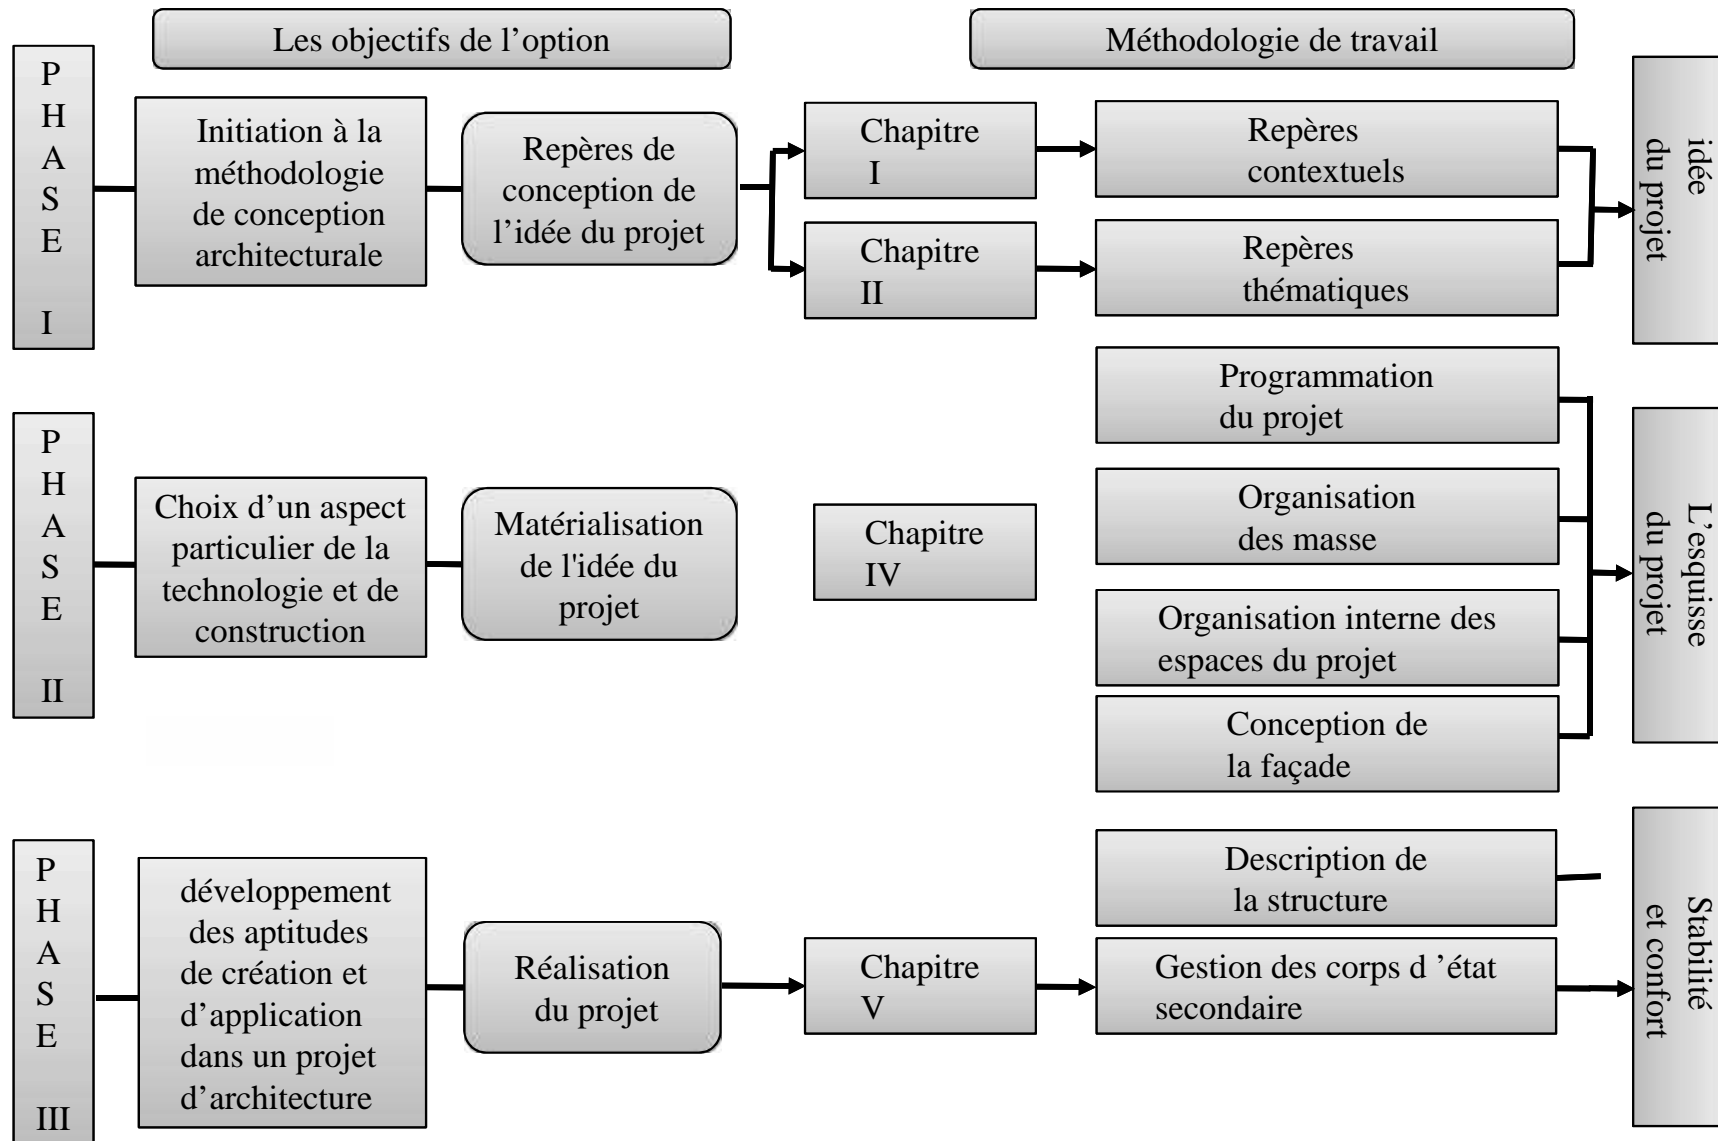 Les objectifs de l’option
Méthodologie de travail
P
H
A
S
E
I
Initiation à la
méthodologie
de conception
architecturale
Repères de
conception de
l’idée du projet
Chapitre
I
Chapitre
II
Repères
contextuels
Repères
thématiques
idée
du projet
P
H
A
S
E
II
Choix d’un aspect
particulier de la
technologie et de
construction
Matérialisation
de l'idée du
projet
Chapitre
IV
Programmation
du projet
Organisation
des masse
Organisation interne des
espaces du projet
Conception de
la façade
L’esquisse
du projet
P
H
A
S
E
III
développement
des aptitudes
de création et
d’application
dans un projet
d’architecture
Réalisation
du projet
Chapitre
V
Description de
la structure
Gestion des corps d ’état
secondaire
Stabilité
et confort